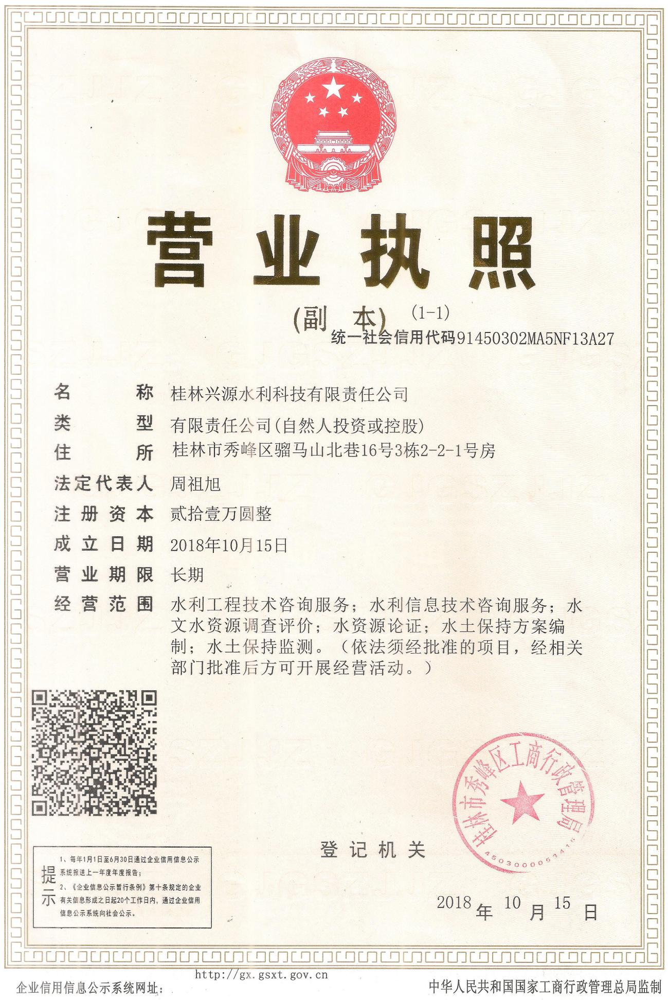 营业执照
(副 本) (1-1)
统一社会信用代码91450302MA5NF13A27
名 称 桂林兴源水利科技有限责任公司
类 型 有限责任公司(自然人投资或控股)
住 所 桂林市秀峰区骝马山北巷16号3栋2-2-1号房
法定代表人 周祖旭
注册资本 贰拾壹万圆整
成立日期 2018年10月15日
营业期限 长期
经营范围 水利工程技术咨询服务；水利信息技术咨询服务；水
文水资源调查评价；水资源论证；水土保持方案编
制；水土保持监测。（依法须经批准的项目，经相关
部门批准后方可开展经营活动。）
桂林市秀峰区工商行政管理局
4503000053415
登记机关
2018年10月15日
提示
1、每年1月1日至6月30日通过企业信用信息公示
系统报送上一年度年度报告；
2、《企业信息公示暂行条例》第十条规定的企业
有关信息形成之日起20个工作日内，通过企业信用
信息公示系统向社会公示。
http://gx.gsxt.gov.cn
企业信用信息公示系统网址：
中华人民共和国国家工商行政管理总局监制